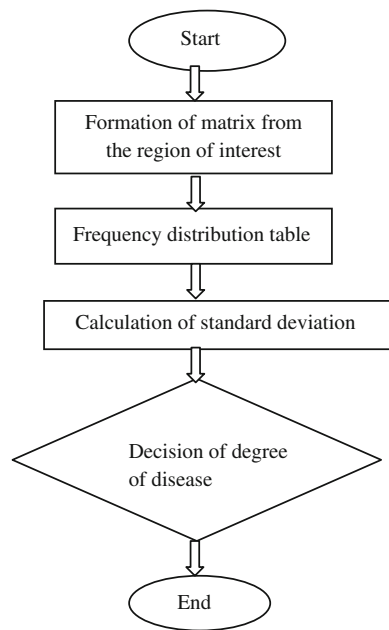 Start
Formation of matrix from
the region of interest
Frequency distribution table
Calculation of standard deviation
Decision of degree
of disease
End